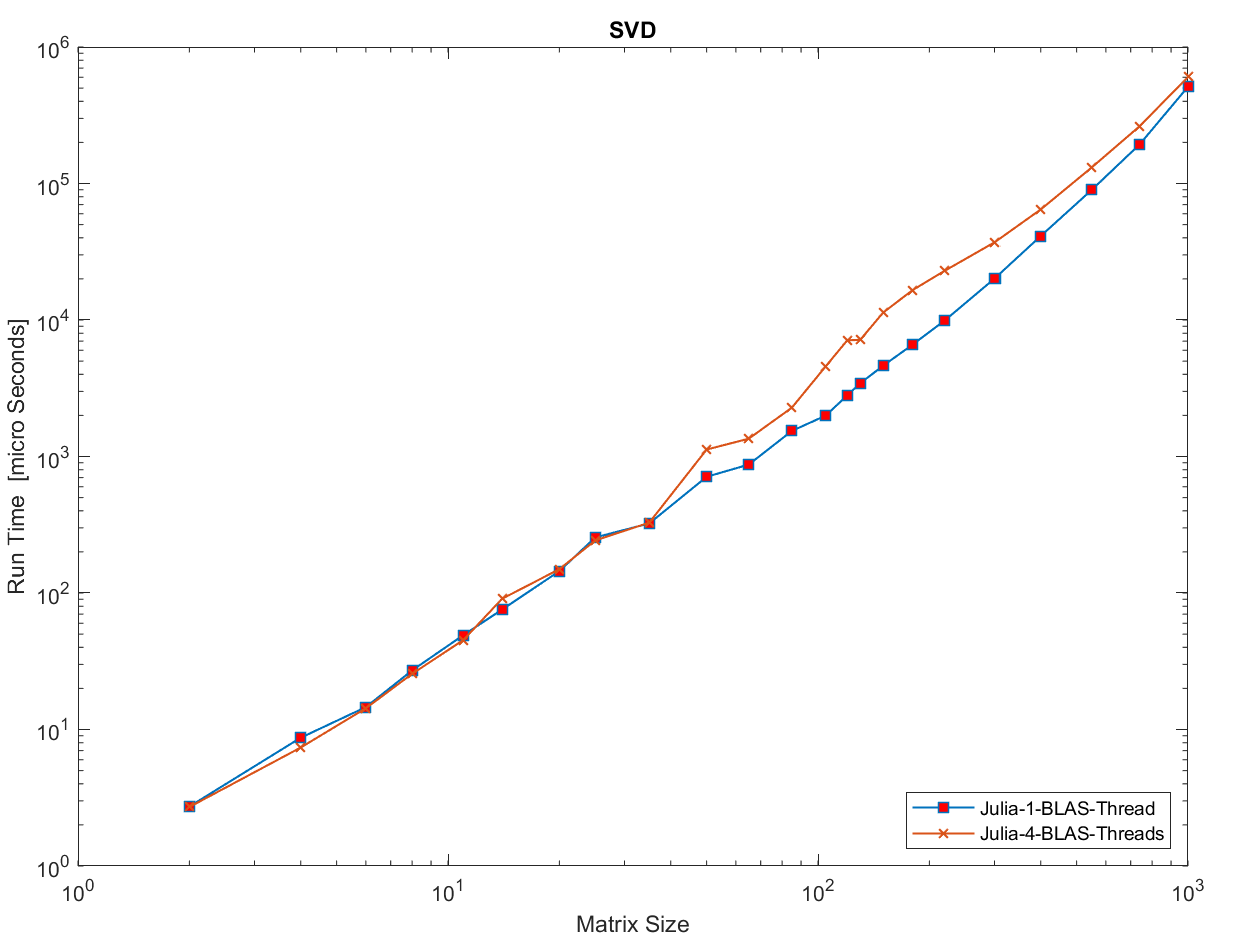 SVD
10^6
10^5
10^4
10^3
10^2
10^1
10^0
Run Time [micro Seconds]
10^0 10^1 10^2 10^3
Matrix Size
Julia-1-BLAS-Thread
Julia-4-BLAS-Threads